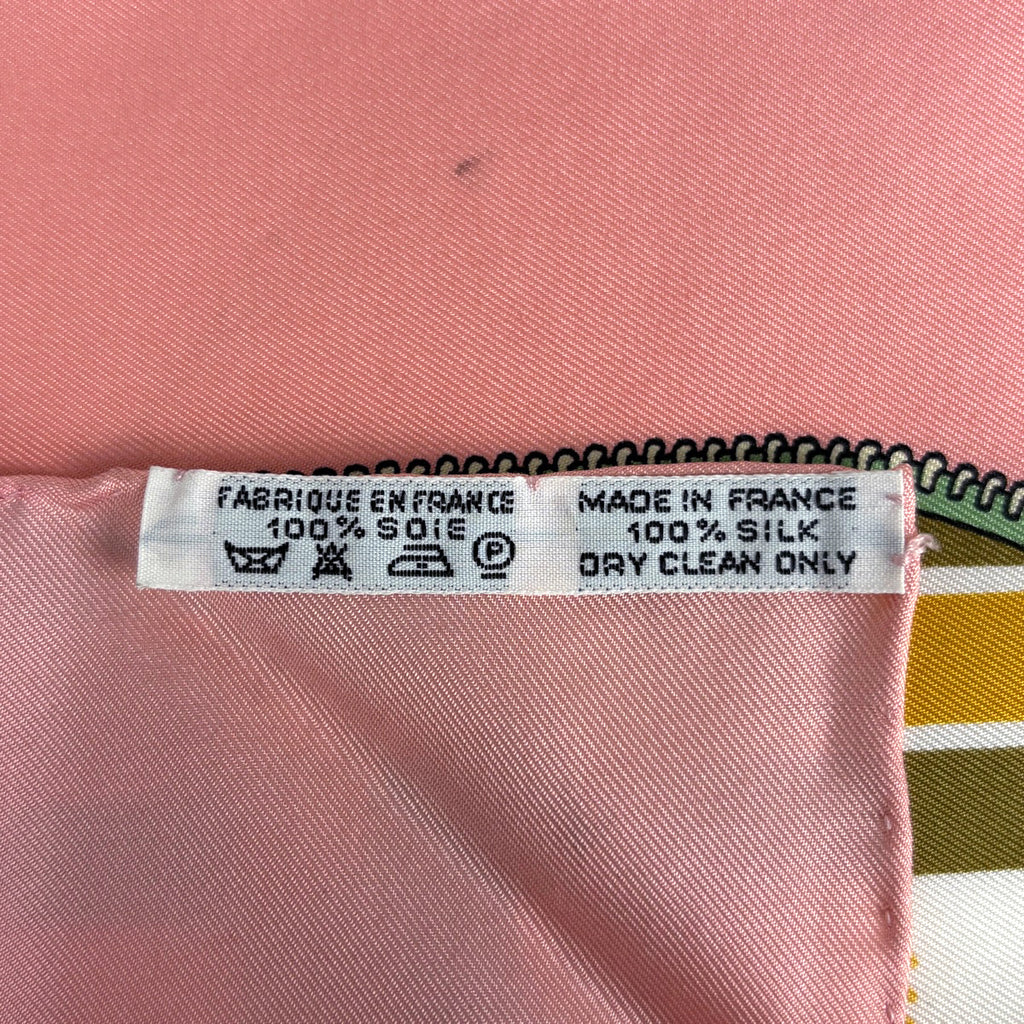 FABRIQUE EN FRANCE
100% SOIE
P
MADE IN FRANCE
100% SILK
DRY CLEAN ONLY